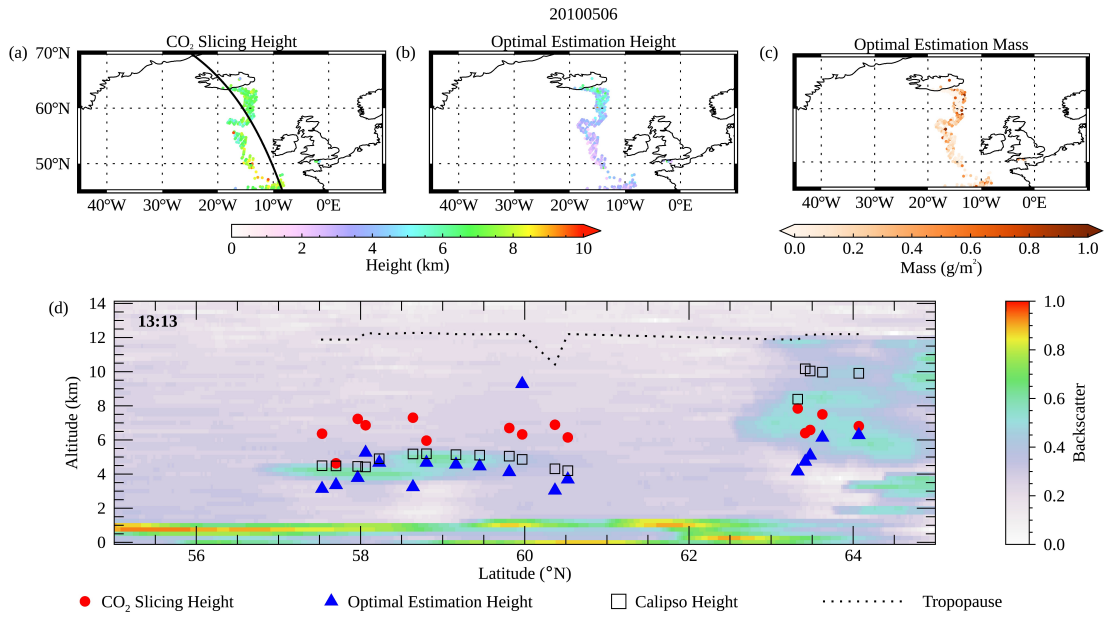 20100506
(a) CO₂ Slicing Height
(b) Optimal Estimation Height
(c) Optimal Estimation Mass
70°N
60°N
50°N
40°W 30°W 20°W 10°W 0°E
40°W 30°W 20°W 10°W 0°E
40°W 30°W 20°W 10°W 0°E
0 2 4 6 8 10
Height (km)
0.0 0.2 0.4 0.6 0.8 1.0
Mass (g/m²)
(d)
13:13
14
12
10
8
6
4
2
0
Altitude (km)
56 58 60 62 64
Latitude (°N)
1.0
0.8
0.6
0.4
0.2
0.0
Backscatter
CO₂ Slicing Height Optimal Estimation Height Calipso Height Tropopause